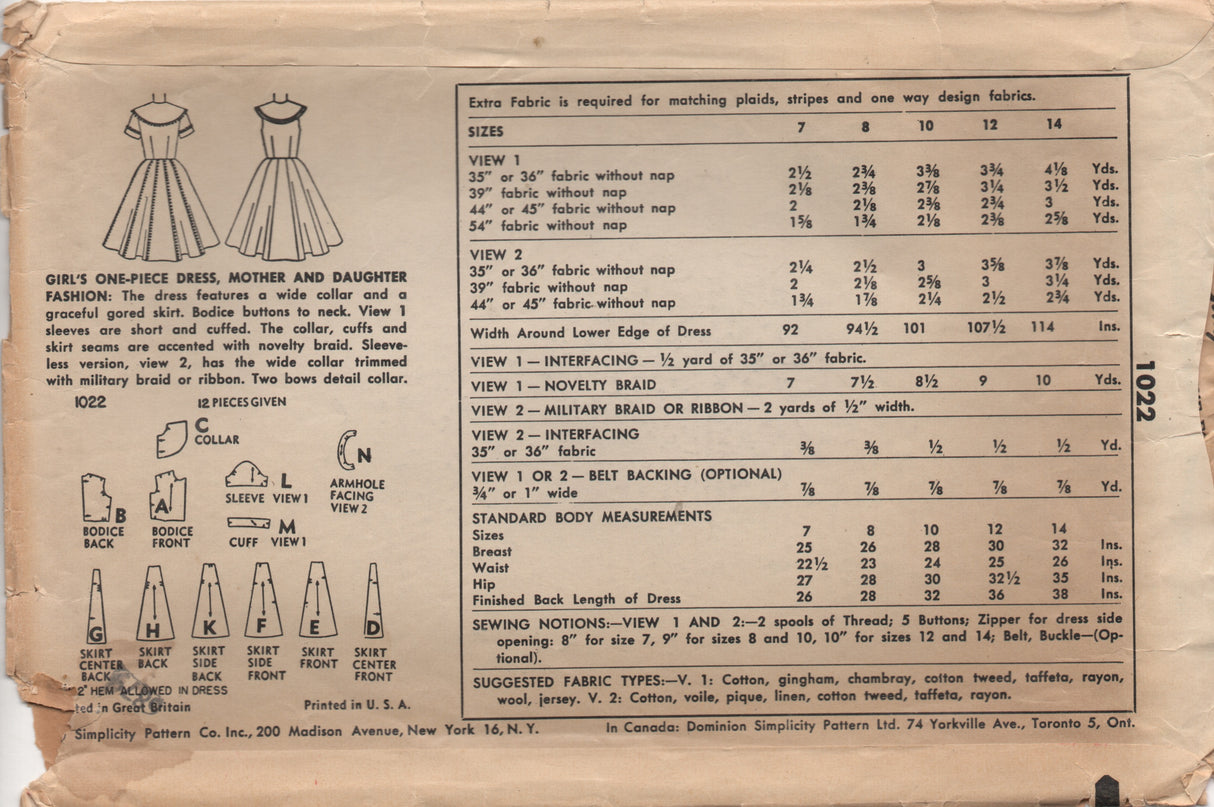 GIRL'S ONE-PIECE DRESS, MOTHER AND DAUGHTER
FASHION: The dress features a wide collar and a
graceful gored skirt. Bodice buttons to neck. View 1
sleeves are short and cuffed. The collar, cuffs and
skirt seams are accented with novelty braid. Sleeve-
less version, view 2, has the wide collar trimmed
with military braid or ribbon. Two bows detail collar.
1022 12 PIECES GIVEN
C
COLLAR
N
ARMHOLE
FACING
VIEW 2
L
SLEEVE VIEW 1
B
BODICE
BACK
A
BODICE
FRONT
M
CUFF VIEW 1
G H K F E D
SKIRT
CENTER
BACK
SKIRT
BACK
SKIRT
SIDE
BACK
SKIRT
SIDE
FRONT
SKIRT
FRONT
SKIRT
CENTER
FRONT
2" HEM ALLOWED IN DRESS
ted in Great Britain Printed in U. S. A.
Extra Fabric is required for matching plaids, stripes and one way design fabrics.
SIZES 7 8 10 12 14
VIEW 1
35" or 36" fabric without nap 2½ 2¾ 3⅜ 3¾ 4⅛ Yds.
39" fabric without nap 2⅛ 2⅜ 2⅞ 3¼ 3½ Yds.
44" or 45" fabric without nap 2 2⅛ 2⅜ 2¾ 3 Yds.
54" fabric without nap 1⅝ 1¾ 2⅛ 2⅜ 2⅝ Yds.
VIEW 2
35" or 36" fabric without nap 2¼ 2½ 3 3⅝ 3⅞ Yds.
39" fabric without nap 2 2⅛ 2⅝ 3 3¼ Yds.
44" or 45" fabric without nap 1¾ 1⅞ 2¼ 2½ 2¾ Yds.
Width Around Lower Edge of Dress 92 94½ 101 107½ 114 Ins.
VIEW 1 — INTERFACING — ½ yard of 35" or 36" fabric.
VIEW 1 — NOVELTY BRAID 7 7½ 8½ 9 10 Yds.
VIEW 2 — MILITARY BRAID OR RIBBON — 2 yards of ½" width.
VIEW 2 — INTERFACING
35" or 36" fabric ⅜ ⅜ ½ ½ ½ Yd.
VIEW 1 OR 2 — BELT BACKING (OPTIONAL)
¾" or 1" wide ⅞ ⅞ ⅞ ⅞ ⅞ Yd.
STANDARD BODY MEASUREMENTS
Sizes 7 8 10 12 14
Breast 25 26 28 30 32 Ins.
Waist 22½ 23 24 25 26 Ins.
Hip 27 28 30 32½ 35 Ins.
Finished Back Length of Dress 26 28 32 36 38 Ins.
SEWING NOTIONS:—VIEW 1 AND 2:—2 spools of Thread; 5 Buttons; Zipper for dress side
opening: 8" for size 7, 9" for sizes 8 and 10, 10" for sizes 12 and 14; Belt, Buckle—(Op-
tional).
SUGGESTED FABRIC TYPES:—V. 1: Cotton, gingham, chambray, cotton tweed, taffeta, rayon,
wool, jersey. V. 2: Cotton, voile, pique, linen, cotton tweed, taffeta, rayon.
1022
Simplicity Pattern Co. Inc., 200 Madison Avenue, New York 16, N. Y. In Canada: Dominion Simplicity Pattern Ltd. 74 Yorkville Ave., Toronto 5, Ont.